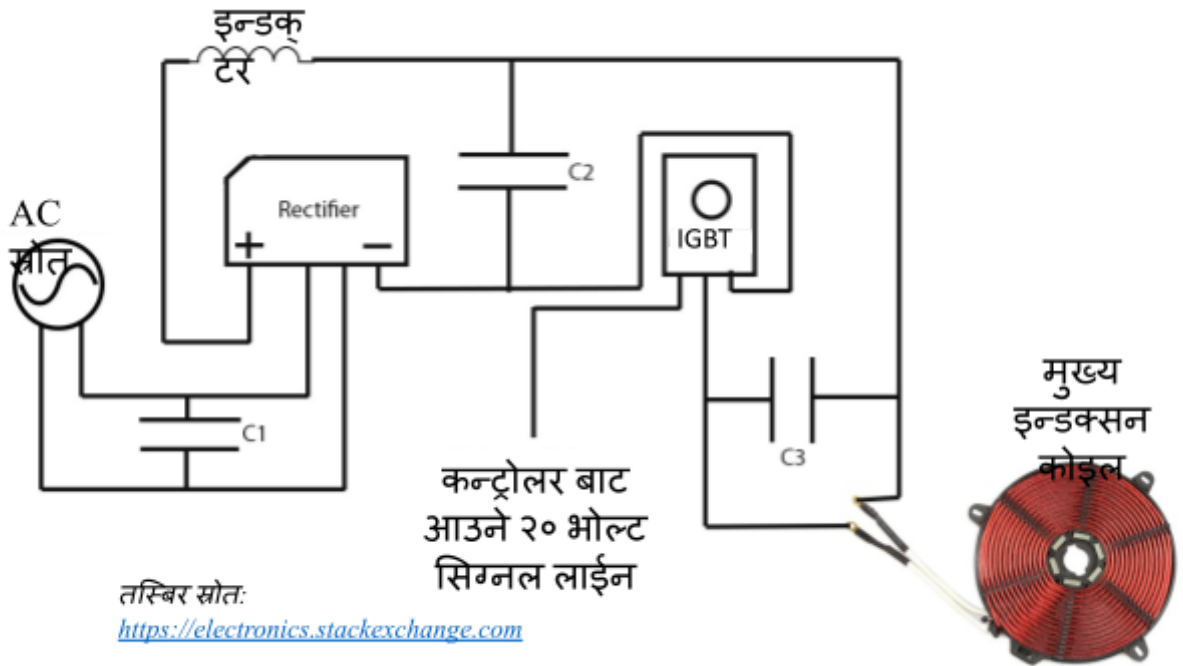 इन्डक्
टर
C2
Rectifier
+
−
IGBT
AC
स्रोत
C1
C3
मुख्य
इन्डक्सन
कोइल
कन्ट्रोलर बाट
आउने २० भोल्ट
सिग्नल लाईन
तस्बिर स्रोत:
https://electronics.stackexchange.com